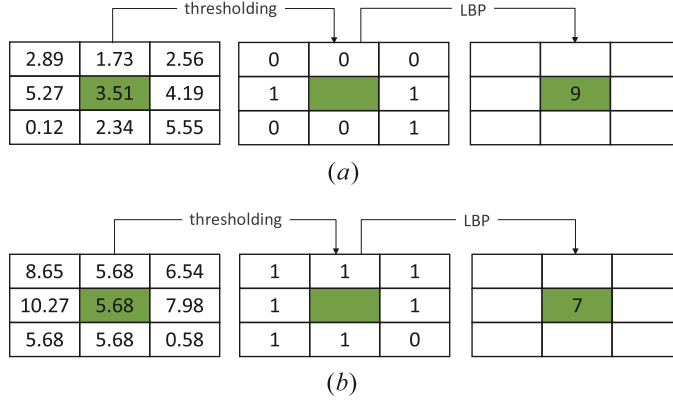 thresholding LBP
2.89 1.73 2.56 0 0 0
5.27 3.51 4.19 1 1 9
0.12 2.34 5.55 0 0 1
(a)
thresholding LBP
8.65 5.68 6.54 1 1 1
10.27 5.68 7.98 1 1 7
5.68 5.68 0.58 1 1 0
(b)